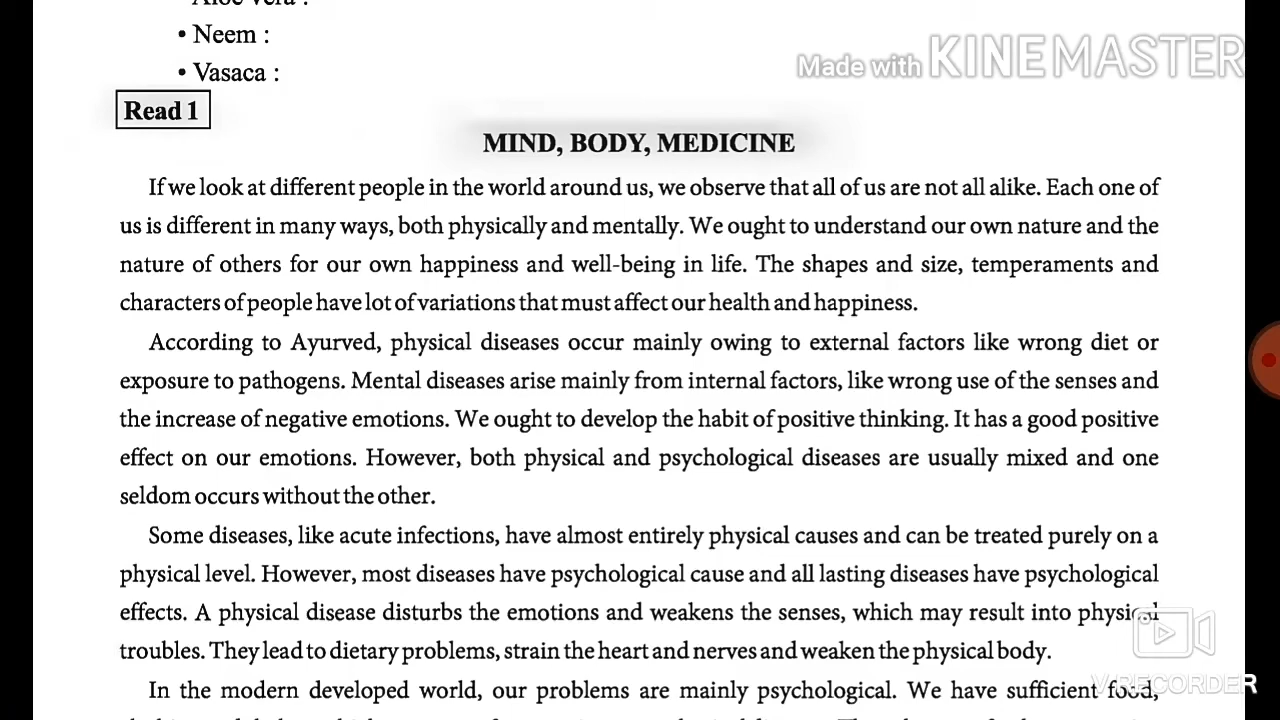 • Neem :
• Vasaca :
Made with KINEMASTER
Read 1
MIND, BODY, MEDICINE
If we look at different people in the world around us, we observe that all of us are not all alike. Each one of
us is different in many ways, both physically and mentally. We ought to understand our own nature and the
nature of others for our own happiness and well-being in life. The shapes and size, temperaments and
characters of people have lot of variations that must affect our health and happiness.
According to Ayurved, physical diseases occur mainly owing to external factors like wrong diet or
exposure to pathogens. Mental diseases arise mainly from internal factors, like wrong use of the senses and
the increase of negative emotions. We ought to develop the habit of positive thinking. It has a good positive
effect on our emotions. However, both physical and psychological diseases are usually mixed and one
seldom occurs without the other.
Some diseases, like acute infections, have almost entirely physical causes and can be treated purely on a
physical level. However, most diseases have psychological cause and all lasting diseases have psychological
effects. A physical disease disturbs the emotions and weakens the senses, which may result into physical
troubles. They lead to dietary problems, strain the heart and nerves and weaken the physical body.
In the modern developed world, our problems are mainly psychological. We have sufficient food,
VIRECORDER